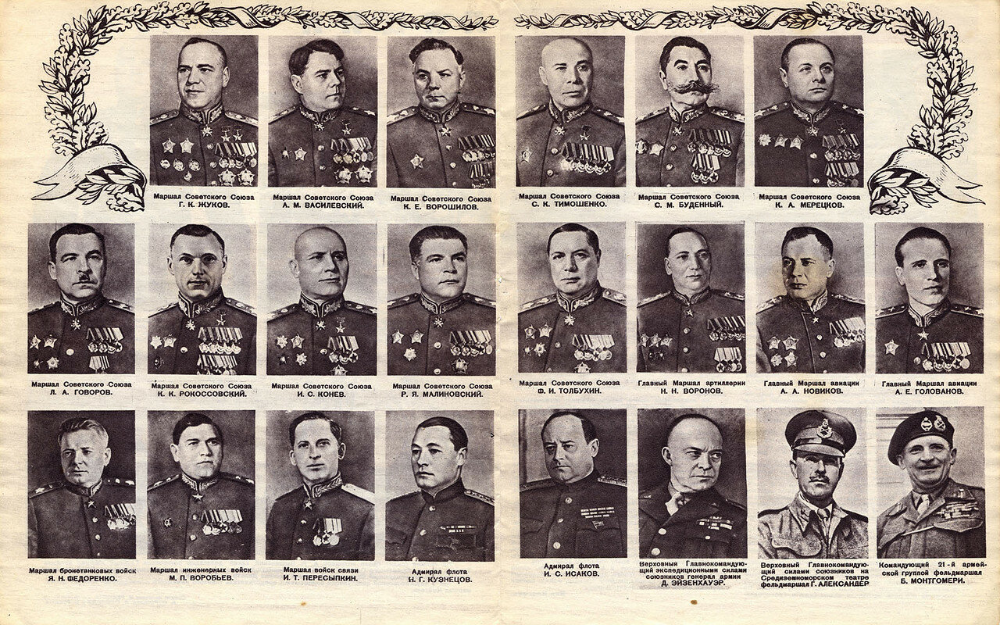 Маршал Советского Союза
Г. К. ЖУКОВ.
Маршал Советского Союза
А. М. ВАСИЛЕВСКИЙ.
Маршал Советского Союза
К. Е. ВОРОШИЛОВ.
Маршал Советского Союза
С. К. ТИМОШЕНКО.
Маршал Советского Союза
С. М. БУДЕННЫЙ.
Маршал Советского Союза
К. А. МЕРЕЦКОВ.
Маршал Советского Союза
Л. А. ГОВОРОВ.
Маршал Советского Союза
К. К. РОКОССОВСКИЙ.
Маршал Советского Союза
И. С. КОНЕВ.
Маршал Советского Союза
Р. Я. МАЛИНОВСКИЙ.
Маршал Советского Союза
Ф. И. ТОЛБУХИН.
Главный Маршал артиллерии
Н. Н. ВОРОНОВ.
Главный Маршал авиации
А. А. НОВИКОВ.
Главный Маршал авиации
А. Е. ГОЛОВАНОВ.
Маршал бронетанковых войск
Я. Н. ФЕДОРЕНКО.
Маршал инженерных войск
М. П. ВОРОБЬЕВ.
Маршал войск связи
И. Т. ПЕРЕСЫПКИН.
Адмирал флота
Н. Г. КУЗНЕЦОВ.
Адмирал флота
И. С. ИСАКОВ.
Верховный Главнокомандую-
щий экспедиционными силами
союзников генерал армии
Д. ЭЙЗЕНХАУЭР.
Верховный Главнокомандую-
щий силами союзников на
Средиземноморском театре
фельдмаршал Г. АЛЕКСАНДЕР
Командующий 21-й армей-
ской группой фельдмаршал
Б. МОНТГОМЕРИ.